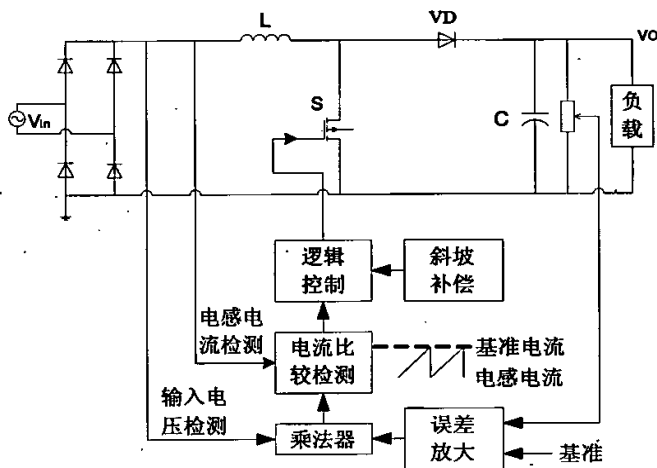 L
VD
VO
Vin
S
C
负
载
逻辑
控制
斜坡
补偿
电感电
流检测
电流比
较检测
基准电流
电感电流
输入电
压检测
乘法器
误差
放大
基准